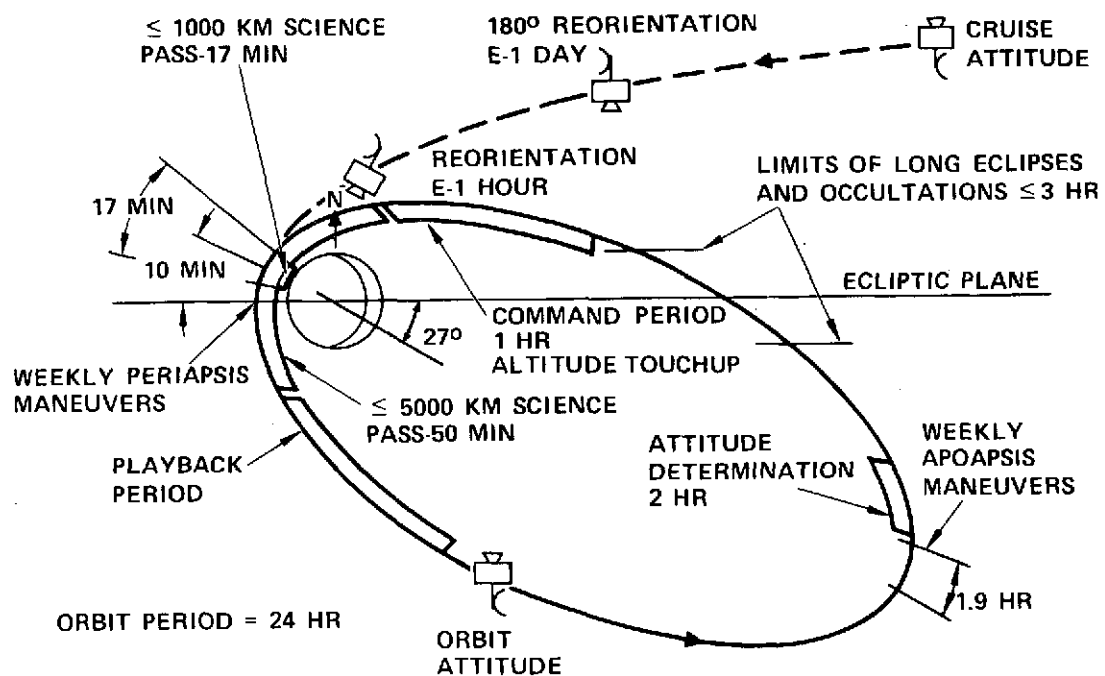 ≤ 1000 KM SCIENCE
PASS-17 MIN
180° REORIENTATION
E-1 DAY
CRUISE
ATTITUDE
REORIENTATION
E-1 HOUR
LIMITS OF LONG ECLIPSES
AND OCCULTATIONS ≤ 3 HR
17 MIN
N
10 MIN
ECLIPTIC PLANE
27°
COMMAND PERIOD
1 HR
ALTITUDE TOUCHUP
WEEKLY PERIAPSIS
MANEUVERS
≤ 5000 KM SCIENCE
PASS-50 MIN
PLAYBACK
PERIOD
ATTITUDE
DETERMINATION
2 HR
WEEKLY
APOAPSIS
MANEUVERS
1.9 HR
ORBIT PERIOD = 24 HR
ORBIT
ATTITUDE